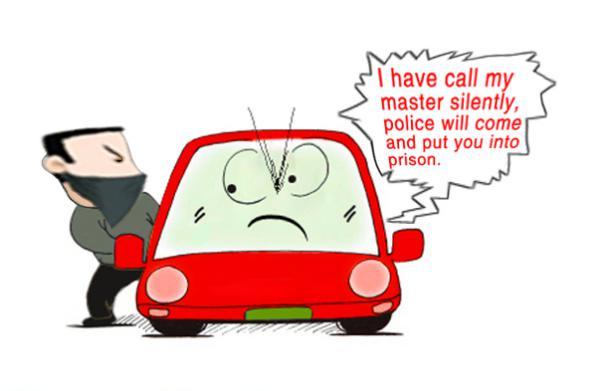 I have call my
master silently,
police will come
and put you into
prison.